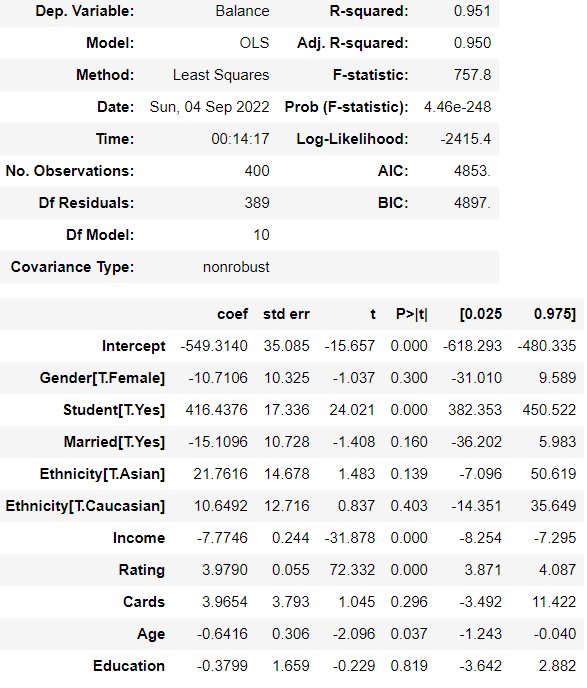 Dep. Variable: Balance R-squared: 0.951
Model: OLS Adj. R-squared: 0.950
Method: Least Squares F-statistic: 757.8
Date: Sun, 04 Sep 2022 Prob (F-statistic): 4.46e-248
Time: 00:14:17 Log-Likelihood: -2415.4
No. Observations: 400 AIC: 4853.
Df Residuals: 389 BIC: 4897.
Df Model: 10
Covariance Type: nonrobust
coef std err t P>|t| [0.025 0.975]
Intercept -549.3140 35.085 -15.657 0.000 -618.293 -480.335
Gender[T.Female] -10.7106 10.325 -1.037 0.300 -31.010 9.589
Student[T.Yes] 416.4376 17.336 24.021 0.000 382.353 450.522
Married[T.Yes] -15.1096 10.728 -1.408 0.160 -36.202 5.983
Ethnicity[T.Asian] 21.7616 14.678 1.483 0.139 -7.096 50.619
Ethnicity[T.Caucasian] 10.6492 12.716 0.837 0.403 -14.351 35.649
Income -7.7746 0.244 -31.878 0.000 -8.254 -7.295
Rating 3.9790 0.055 72.332 0.000 3.871 4.087
Cards 3.9654 3.793 1.045 0.296 -3.492 11.422
Age -0.6416 0.306 -2.096 0.037 -1.243 -0.040
Education -0.3799 1.659 -0.229 0.819 -3.642 2.882